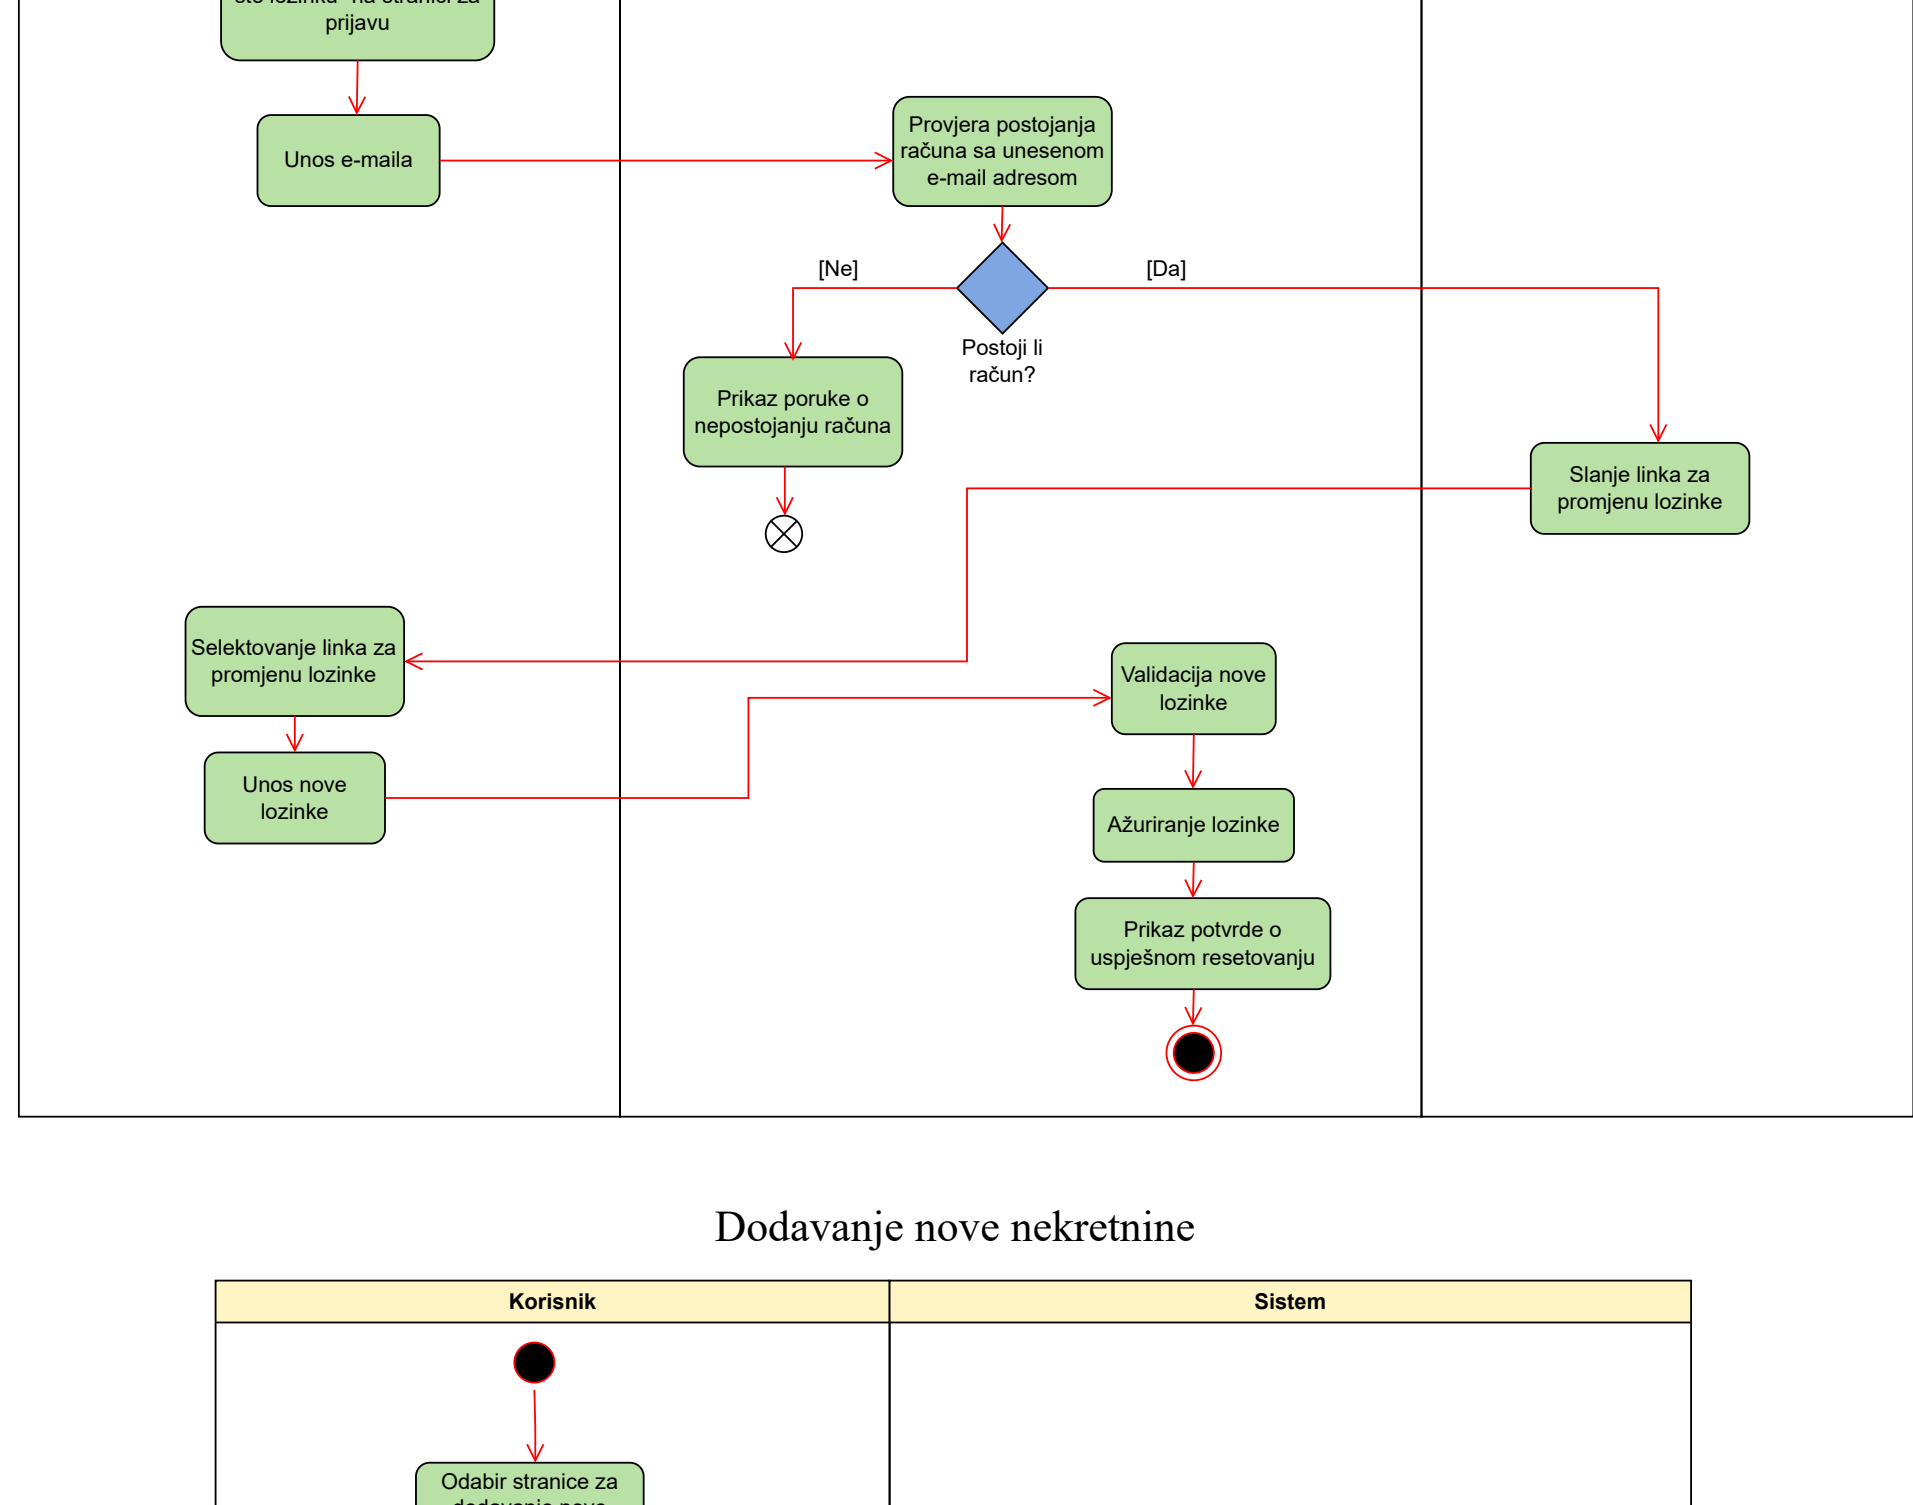 prijavu
Unos e-maila
Provjera postojanja
računa sa unesenom
e-mail adresom
[Ne]
[Da]
Postoji li
račun?
Prikaz poruke o
nepostojanju računa
Slanje linka za
promjenu lozinke
Selektovanje linka za
promjenu lozinke
Validacija nove
lozinke
Unos nove
lozinke
Ažuriranje lozinke
Prikaz potvrde o
uspješnom resetovanju
Dodavanje nove nekretnine
Korisnik
Sistem
Odabir stranice za